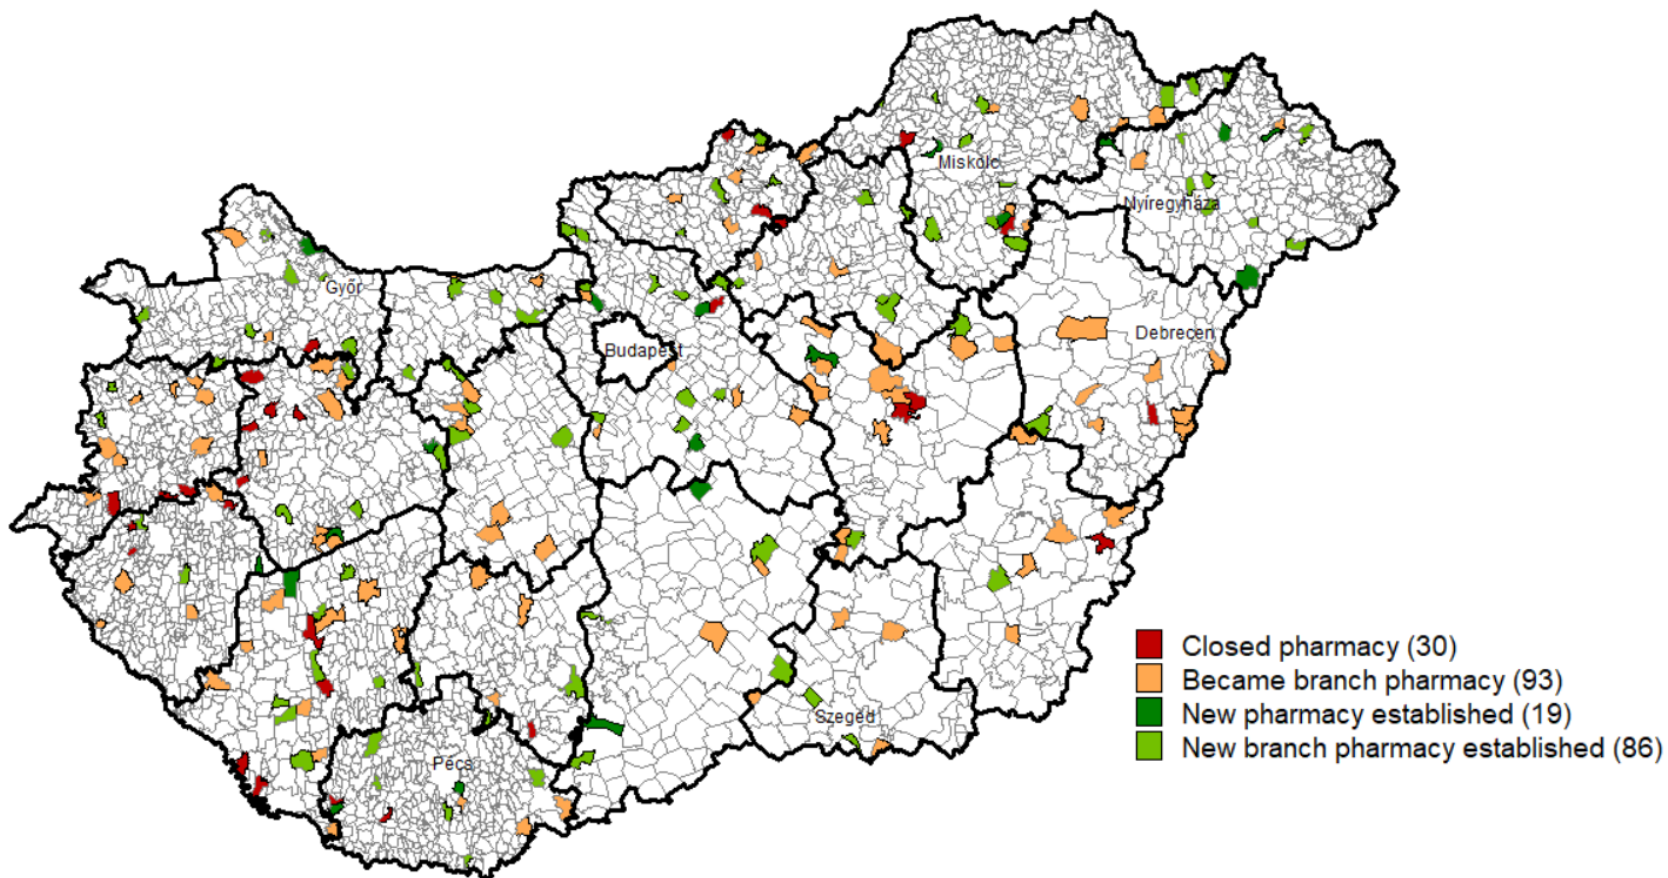 Miskolc
Nyíregyháza
Győr
Debrecen
Budapest
Szeged
Pécs
Closed pharmacy (30)
Became branch pharmacy (93)
New pharmacy established (19)
New branch pharmacy established (86)